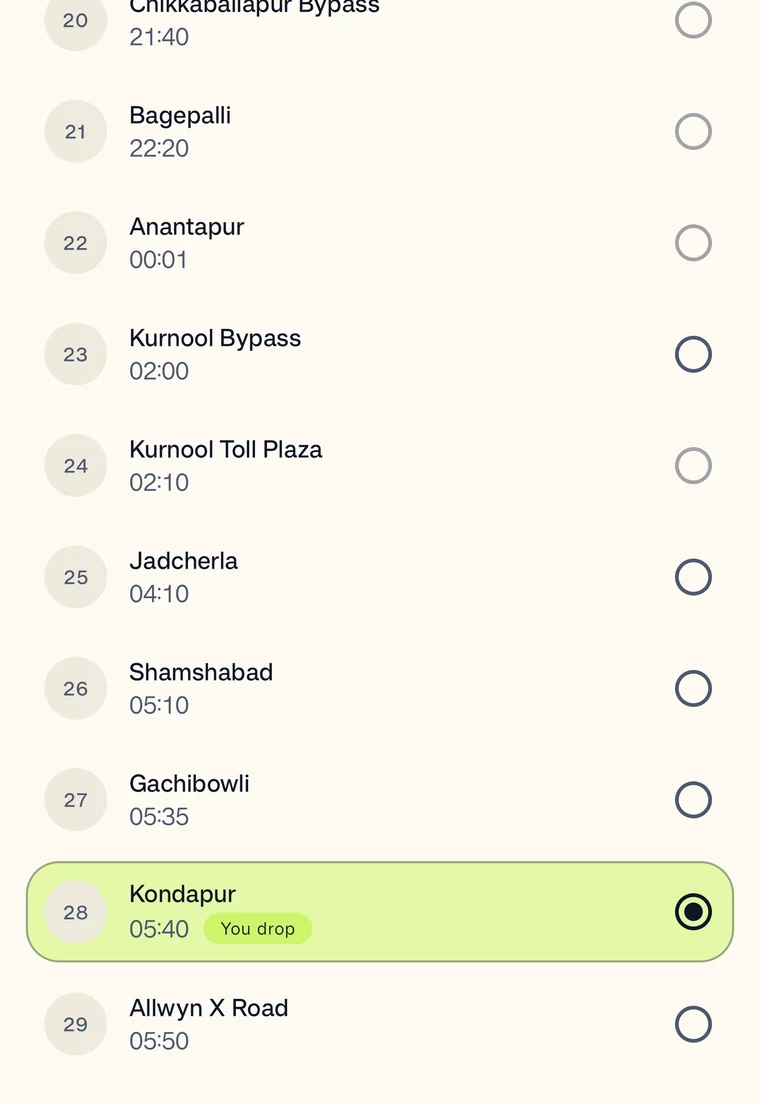 20
Chikkaballapur Bypass
21:40
21
Bagepalli
22:20
22
Anantapur
00:01
23
Kurnool Bypass
02:00
24
Kurnool Toll Plaza
02:10
25
Jadcherla
04:10
26
Shamshabad
05:10
27
Gachibowli
05:35
28
Kondapur
05:40 You drop
29
Allwyn X Road
05:50